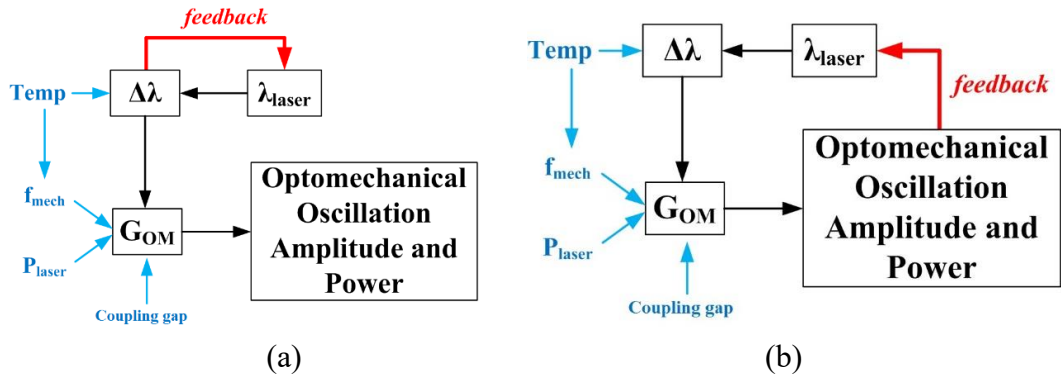 feedback
Temp
Δλ
λlaser
fmech
GOM
Plaser
Coupling gap
Optomechanical
Oscillation
Amplitude and
Power
(a)
Temp
Δλ
λlaser
feedback
fmech
GOM
Plaser
Coupling gap
Optomechanical
Oscillation
Amplitude and
Power
(b)